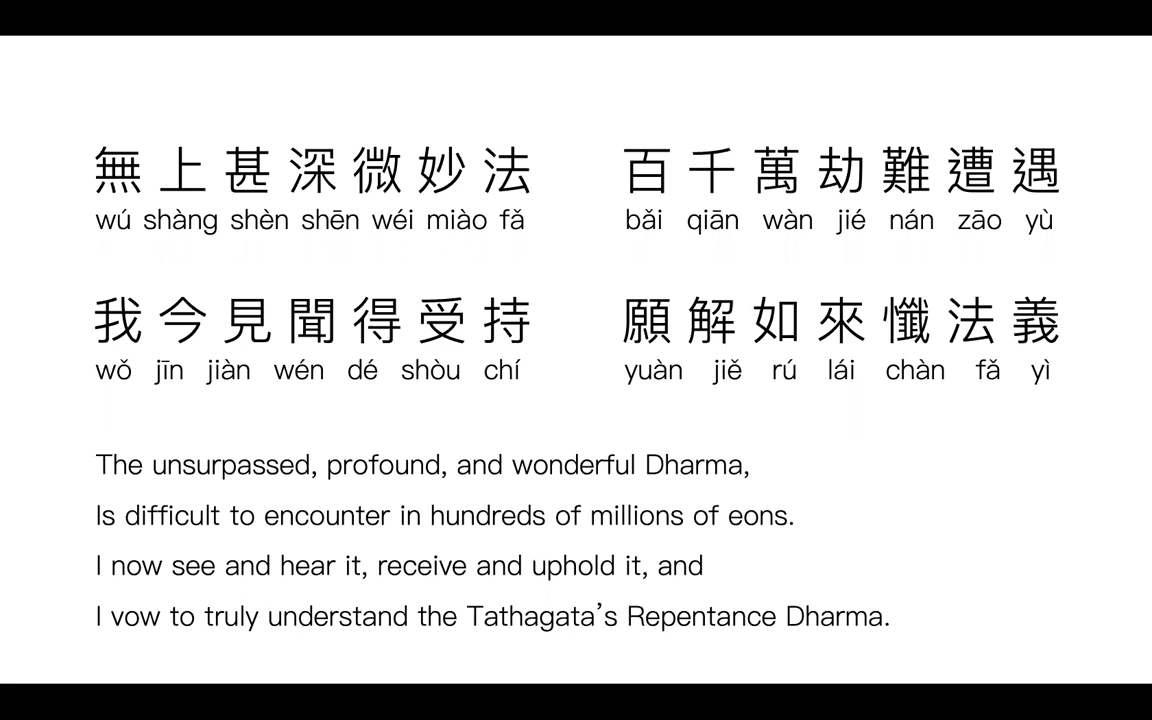 無上甚深微妙法 百千萬劫難遭遇
wú shàng shèn shēn wéi miào fǎ bǎi qiān wàn jié nán zāo yù
我今見聞得受持 願解如來懺法義
wǒ jīn jiàn wén dé shòu chí yuàn jiě rú lái chàn fǎ yì
The unsurpassed, profound, and wonderful Dharma,
Is difficult to encounter in hundreds of millions of eons.
I now see and hear it, receive and uphold it, and
I vow to truly understand the Tathagata’s Repentance Dharma.